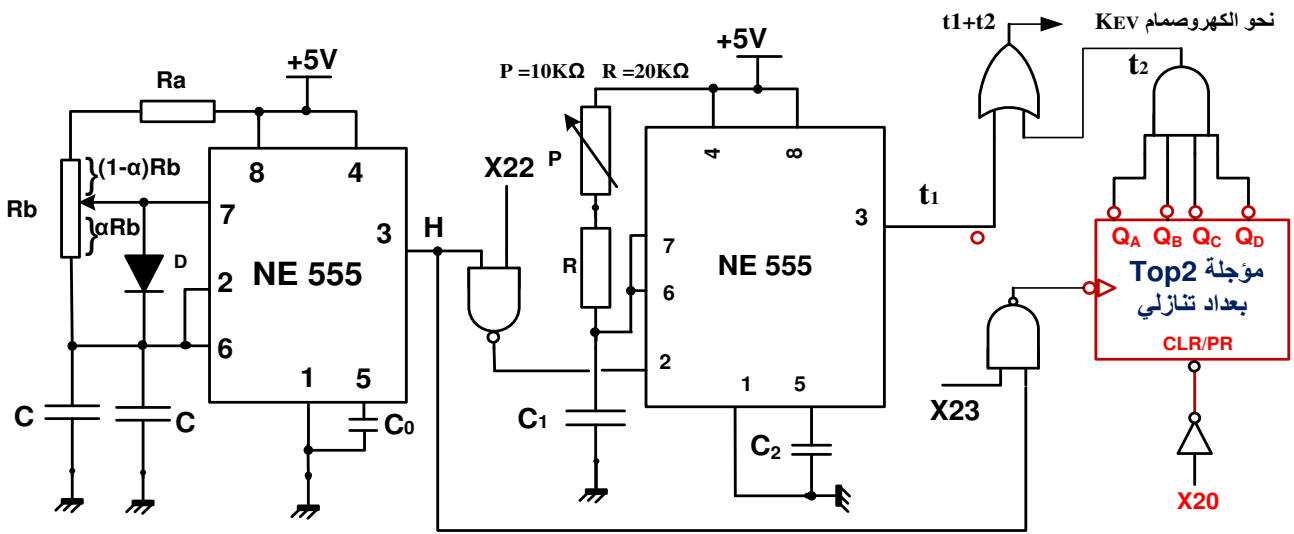 t1+t2
KEV نحو الكهروصمام
+5V
Ra
P =10KΩ R =20KΩ
+5V
t2
Rb
}(1-α)Rb
}αRb
D
8
4
7
3
2
6
1
5
NE 555
H
X22
C
C
C0
P
R
C1
4
8
7
6
2
3
1
5
NE 555
C2
t1
QA QB QC QD
مؤجلة Top2
بعداد تنازلي
CLR/PR
X23
X20